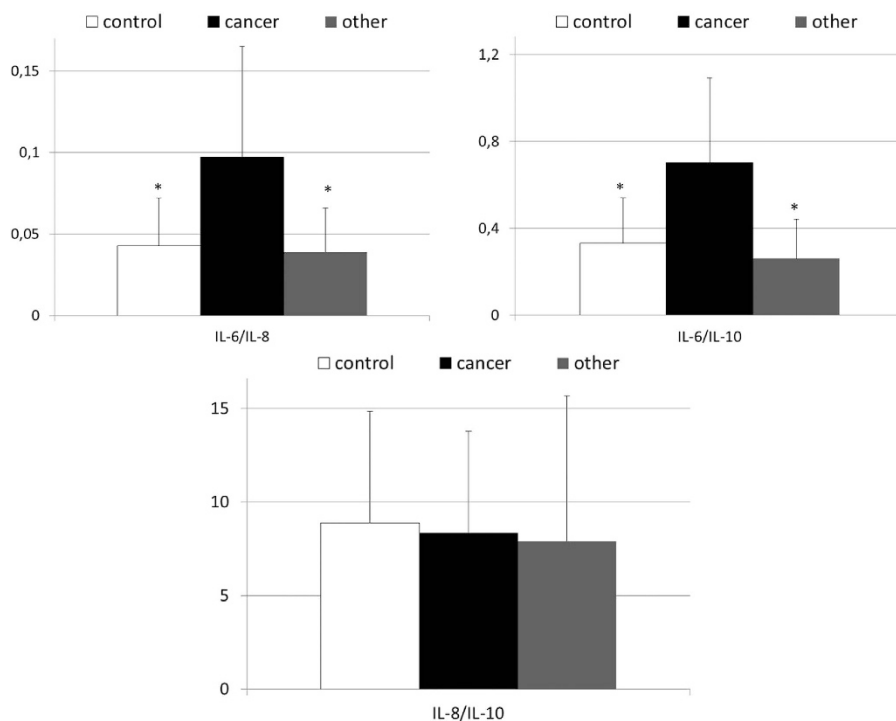 control cancer other
0,15
0,1
*
*
0,05
0
IL-6/IL-8
control cancer other
1,2
0,8
*
*
0,4
0
IL-6/IL-10
control cancer other
15
10
5
0
IL-8/IL-10